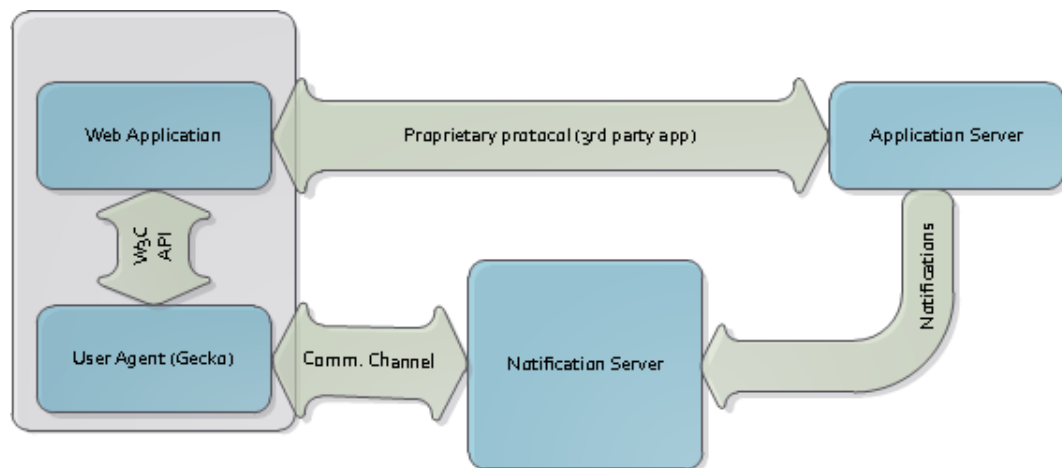 Web Application
Proprietary protocol (3rd party app)
Application Server
W3C
API
Notifications
User Agent (Gecko)
Comm. Channel
Notification Server